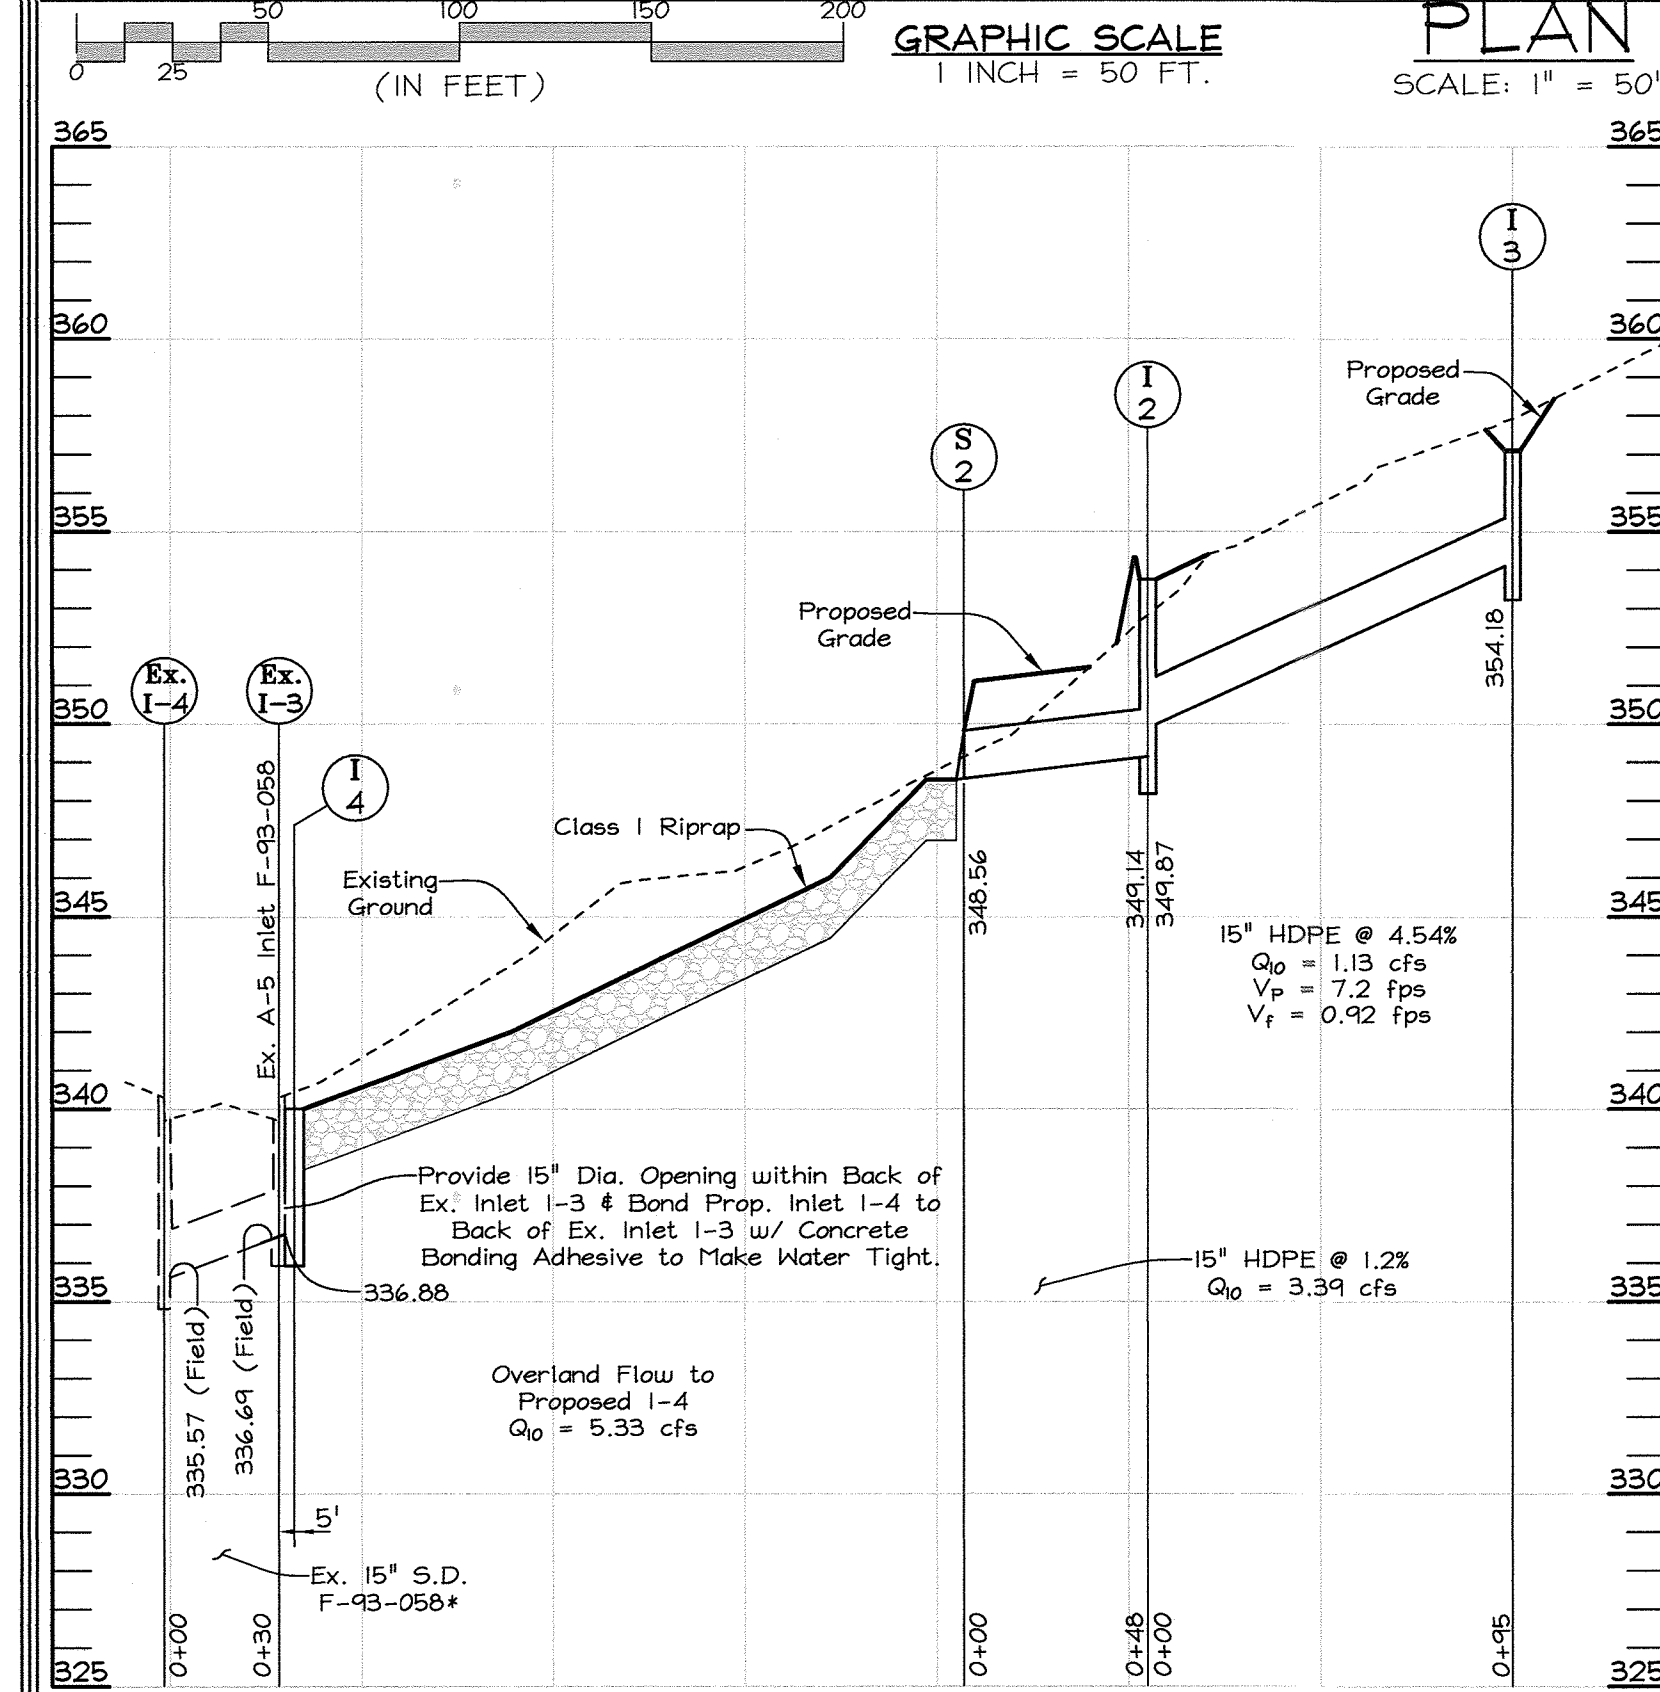 50 100 150 200
0 25
(IN FEET)
GRAPHIC SCALE
1 INCH = 50 FT.
PLAN
SCALE: 1" = 50'
365 365
360 360
355 355
350 350
345 345
340 340
335 335
330 330
325 325
I
3
Proposed
Grade
I
2
S
2
Proposed
Grade
354.18
Ex.
I-4
Ex.
I-3
Ex. A-5 Inlet F-93-058
I
4
Class I Riprap
Existing
Ground
348.56
349.14
349.87
15" HDPE @ 4.54%
Q10 = 1.13 cfs
VP = 7.2 fps
Vf = 0.92 fps
Provide 15" Dia. Opening within Back of
Ex. Inlet I-3 & Bond Prop. Inlet I-4 to
Back of Ex. Inlet I-3 w/ Concrete
Bonding Adhesive to Make Water Tight.
336.88
15" HDPE @ 1.2%
Q10 = 3.39 cfs
335.57 (Field)
336.69 (Field)
Overland Flow to
Proposed I-4
Q10 = 5.33 cfs
5'
Ex. 15" S.D.
F-93-058*
0+00
0+30
0+00
0+48
0+00
0+95